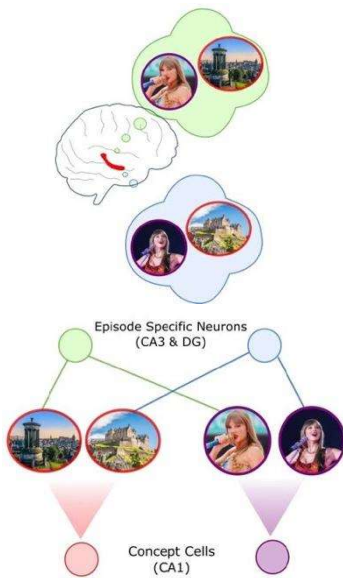 Episode Specific Neurons
(CA3 & DG)
Concept Cells
(CA1)